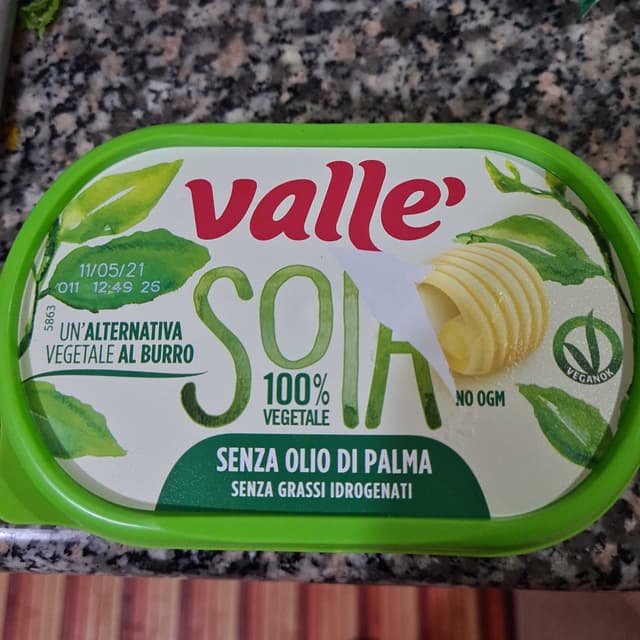 valle'
11/05/21
011 12:49 26
5863
UN'ALTERNATIVA
VEGETALE AL BURRO
SOIA
100%
VEGETALE
NO OGM
VEGANOK
SENZA OLIO DI PALMA
SENZA GRASSI IDROGENATI